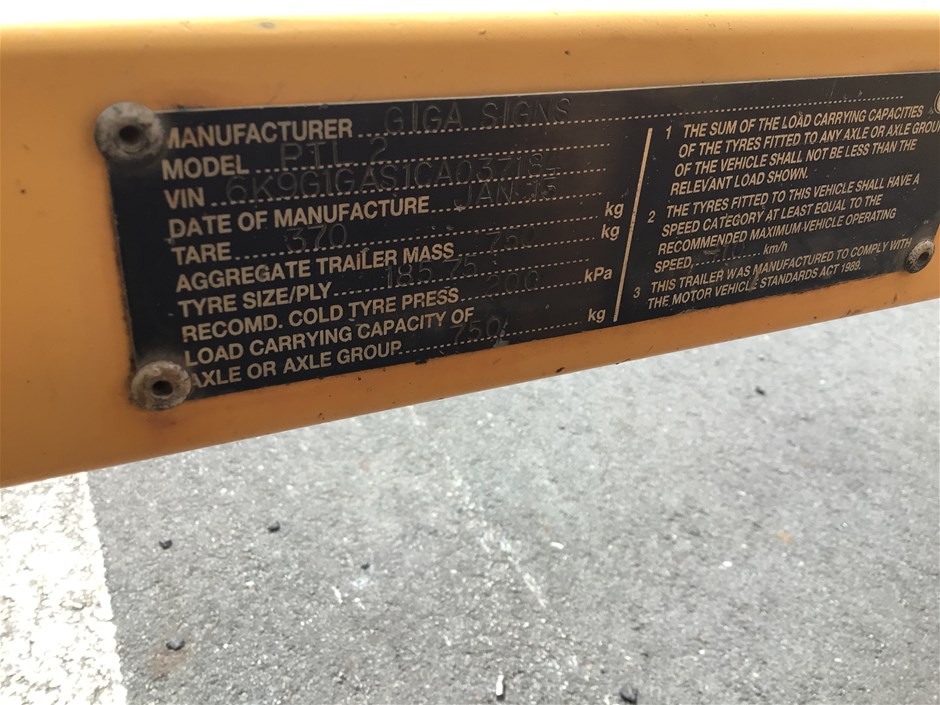 MANUFACTURER GIGA SIGNS
MODEL PTL 2
VIN
DATE OF MANUFACTURE JAN
TARE 370 kg
AGGREGATE TRAILER MASS 750 kg
TYRE SIZE/PLY 185.75
RECOMD. COLD TYRE PRESS 200 kPa
LOAD CARRYING CAPACITY OF
AXLE OR AXLE GROUP 750 kg
1 THE SUM OF THE LOAD CARRYING CAPACITIES
OF THE TYRES FITTED TO ANY AXLE OR AXLE GROUP
OF THE VEHICLE SHALL NOT BE LESS THAN THE
RELEVANT LOAD SHOWN.
2 THE TYRES FITTED TO THIS VEHICLE SHALL HAVE A
SPEED CATEGORY AT LEAST EQUAL TO THE
RECOMMENDED MAXIMUM VEHICLE OPERATING
SPEED km/h
3 THIS TRAILER WAS MANUFACTURED TO COMPLY WITH
THE MOTOR VEHICLE STANDARDS ACT 1989.